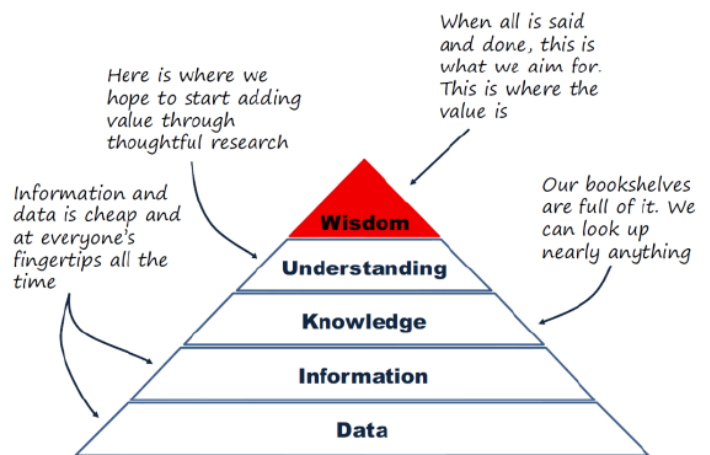 When all is said
and done, this is
what we aim for.
This is where the
value is
Here is where we
hope to start adding
value through
thoughtful research
Information and
data is cheap and
at everyone's
fingertips all the
time
Our bookshelves
are full of it. We
can look up
nearly anything
Wisdom
Understanding
Knowledge
Information
Data